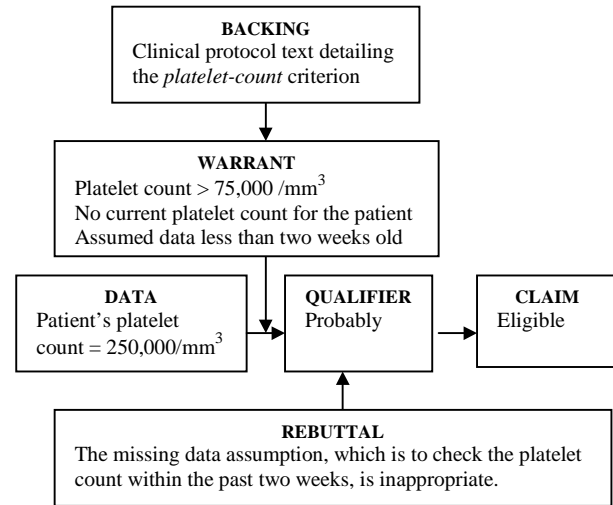 BACKING
Clinical protocol text detailing
the platelet-count criterion
WARRANT
Platelet count > 75,000 /mm³
No current platelet count for the patient
Assumed data less than two weeks old
DATA
Patient's platelet
count = 250,000/mm³
QUALIFIER
Probably
CLAIM
Eligible
REBUTTAL
The missing data assumption, which is to check the platelet
count within the past two weeks, is inappropriate.